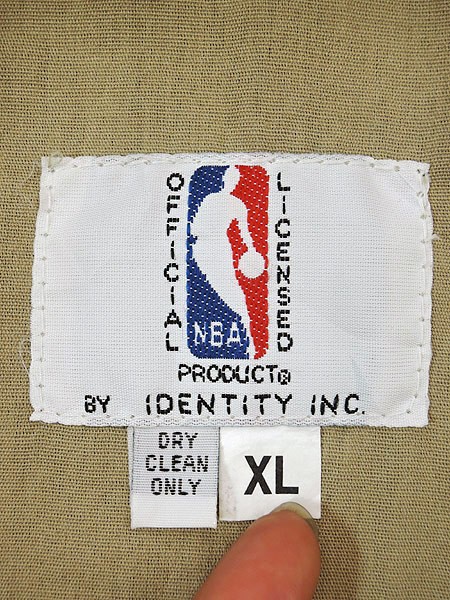 OFFICIAL
LICENSED
NBA
PRODUCT®
BY IDENTITY INC.
DRY
CLEAN
ONLY
XL